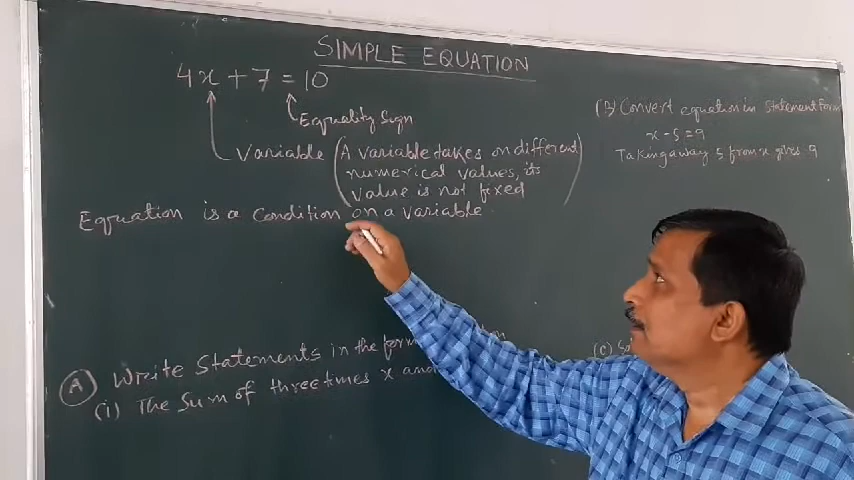 SIMPLE EQUATION
4x + 7 = 10
Equality Sign
Variable (A variable takes on different
numerical values, its
value is not fixed)
Equation is a Condition on a variable.
(A) Write Statements in the form
(i) The Sum of three times x and
(B) Convert equation in Statement Form
x - 5 = 9
Taking away 5 from x gives 9
(C)